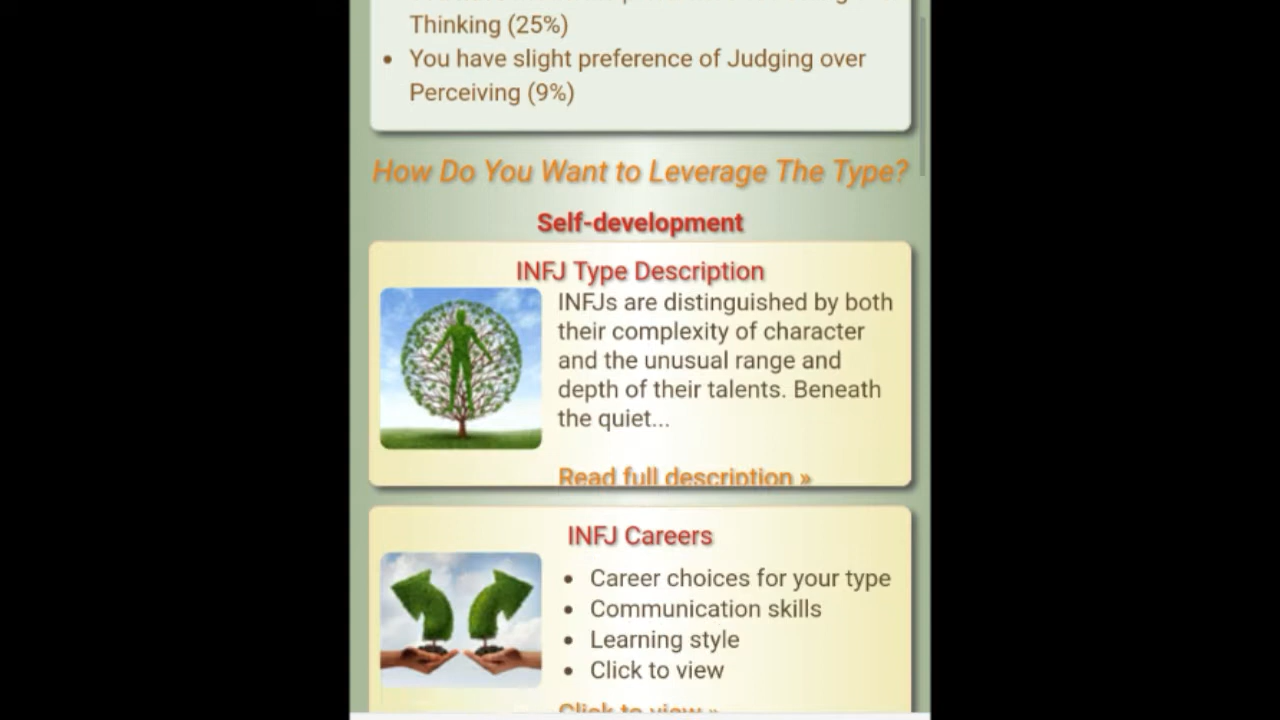 Thinking (25%)
• You have slight preference of Judging over
Perceiving (9%)
How Do You Want to Leverage The Type?
Self-development
INFJ Type Description
INFJs are distinguished by both
their complexity of character
and the unusual range and
depth of their talents. Beneath
the quiet...
Read full description »
INFJ Careers
• Career choices for your type
• Communication skills
• Learning style
• Click to view
Click to view »